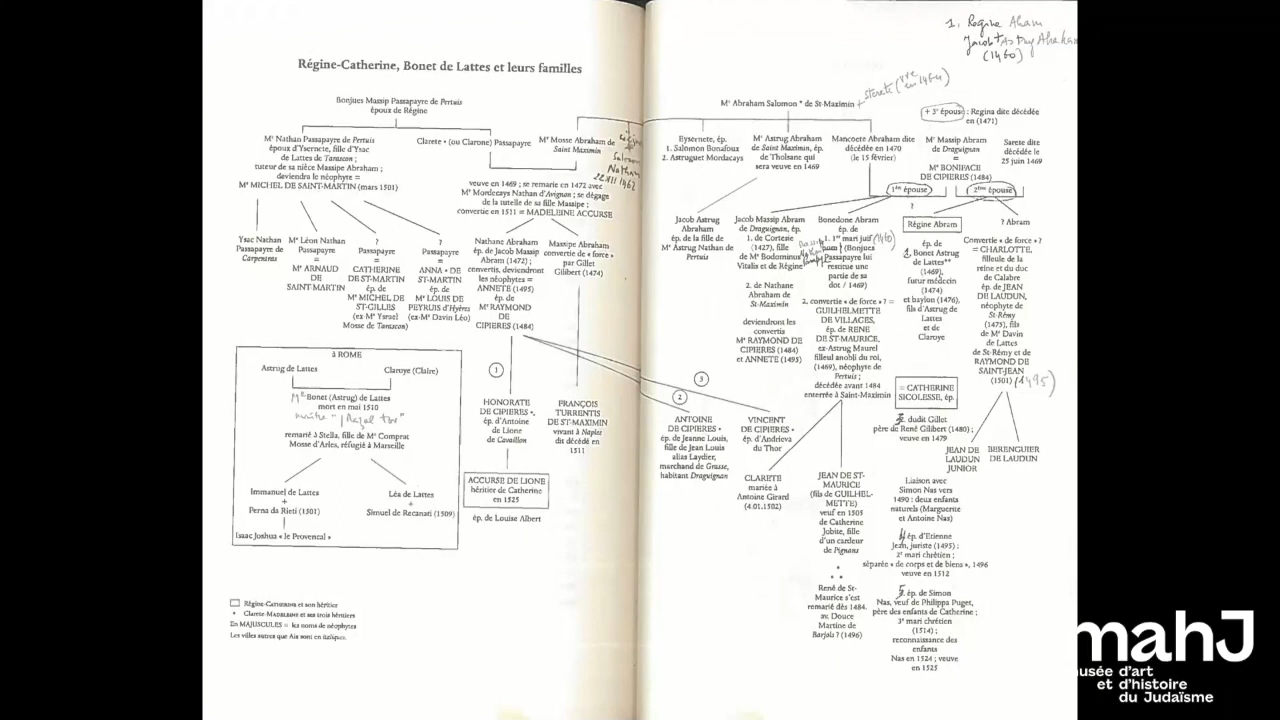 1. Regina
Jacob + Astruy
(1460)
Régine-Catherine, Bonet de Lattes et leurs familles
Bonjues Massip Passapayre de Pertuis
époux de Régine
Mᵉ Nathan Passapayre de Pertuis
époux d'Ysernete, fille d'Ysac
de Lattes de Tarascon ;
tuteur de sa nièce Massipe Abraham ;
deviendra le néophyte =
Mᵉ MICHEL DE SAINT-MARTIN (mars 1501)
Clarete * (ou Clarone) Passapayre
Mᵉ Mosse Abraham de
Saint Maximin
Salomon
Nathan
veuve en 1469 ; se remarie en 1472 avec
Mᵉ Mordecays Nathan d'Avignon ; se dégage
de la tutelle de sa fille Massipe ;
convertie en 1511 = MADELEINE ACCURSE
Ysac Nathan
Passapayre de
Carpentras
Mᵉ Léon Nathan
Passapayre
=
Mᵉ ARNAUD
DE
SAINT-MARTIN
?
Passapayre
=
CATHERINE
DE ST-MARTIN
ép. de
Mᵉ MICHEL DE
ST-GILLES
(ex-Mᵉ Ysrael
Mosse de Tarascon)
?
Passapayre
=
ANNA * DE
ST-MARTIN
ép. de
Mᵉ LOUIS DE
PEYRUIS d'Hyères
(ex-Mᵉ Davin Léo)
Nathane Abraham
ép. de Jacob Massip
Abram (1472) ;
convertis, deviendront
les néophytes =
ANNETE (1495)
ép. de
Mᵉ RAYMOND
DE
CIPIERES (1484)
Massipe Abraham
convertie de « force »
par Gillet
Gilibert (1474)
1
HONORATE
DE CIPIERES *,
ép. d'Antoine
de Lione
de Cavaillon
ACCURSE DE LIONE
héritier de Catherine
en 1525
ép. de Louise Albert
FRANÇOIS
TURRENTIS
DE ST-MAXIMIN
vivant à Naples
dit décédé en
1511
à ROME
Astrug de Lattes
Claroye (Claire)
Mᵉ Bonet (Astrug) de Lattes
mort en mai 1510
remarié à Stella, fille de Mᵉ Comprat
Mosse d'Arles, réfugié à Marseille
Immanuel de Lattes
+
Perna da Rieti (1501)
Léa de Lattes
+
Simuel de Recanati (1509)
Isaac Joshua « le Provencal »
Régine-CATHERINE et son héritier
* Clarete-MADELEINE et ses trois héritiers
En MAJUSCULES = les noms de néophytes
Les villes autres que Aix sont en italiques.
Mᵉ Abraham Salomon * de St-Maximin
Eysernete, ép.
1. Salomon Bonafoux
2. Astruguet Mordacays
Mᵉ Astrug Abraham
de Saint Maximin, ép.
de Tholsane qui
sera veuve en 1469
Mancoete Abraham dite
décédée en 1470
(le 15 février)
+ 3ᵉ épouse : Regina dite décédée
en (1471)
Mᵉ Massip Abram
de Draguignan
=
Mᵉ BONIFACE
DE CIPIERES (1484)
Sarete dite
décédée le
25 juin 1469
1ère épouse
2ème épouse
Jacob Astrug
Abraham
ép. de la fille de
Mᵉ Astrug Nathan de
Pertuis
Jacob Massip Abram
de Draguignan, ép.
1. de Cortesie
(1427), fille
de Mᵉ Bodominus
Vitalis et de Régine
2. de Nathane
Abraham de
St-Maximin
deviendront les
convertis
Mᵉ RAYMOND DE
CIPIERES (1484)
et ANNETE (1495)
Bonedone Abram
ép. de
1. 1ᵉʳ mari juif (1460)
(Bonjues
Passapayre lui
restitue une
partie de sa
dot / 1469)
2. convertie « de force » ? =
GUILHELMETTE
DE VILLAGES,
ép. de RENE
DE ST-MAURICE,
ex-Astrug Maurel
filleul anobli du roi,
(1469), néophyte de
Pertuis ;
décédée avant 1484
enterrée à Saint-Maximin
?
Régine Abram
ép. de
1. Bonet Astrug
de Lattes**
(1469),
futur médecin
(1474)
et baylon (1476),
fils d'Astrug de
Lattes
et de
Claroye
? Abram
Convertie « de force » ?
= CHARLOTTE,
filleule de la
reine et du duc
de Calabre
ép. de JEAN
DE LAUDUN,
néophyte de
St-Rémy
(1473), fils
de Mᵉ Davin
de Lattes
de St-Rémy et de
RAYMOND DE
SAINT-JEAN
(1501) (1495)
3
2
ANTOINE
DE CIPIERES *
ép. de Jeanne Louis,
fille de Jean Louis
alias Laydier,
marchand de Grasse,
habitant Draguignan
VINCENT
DE CIPIERES *
ép. d'Andrieva
du Thor
CLARETE
mariée à
Antoine Girard
(4.01.1502)
JEAN DE ST-
MAURICE
(fils de GUILHEL-
METTE)
veuf en 1505
de Catherine
Jobite, fille
d'un cardeur
de Pignans
René de St-
Maurice s'est
remarié dès 1484.
av. Douce
Martine de
Barjols ? (1496)
= CATHERINE
SICOLESSE, ép.
dudit Gillet
père de René Gilibert (1480) ;
veuve en 1479
Liaison avec
Simon Nas vers
1490 : deux enfants
naturels (Marguerite
et Antoine Nas)
ép. d'Etienne
Jean, juriste (1495) ;
2ᵉ mari chrétien ;
séparée « de corps et de biens », 1496
veuve en 1512
ép. de Simon
Nas, veuf de Philippa Puget,
père des enfants de Catherine ;
3ᵉ mari chrétien
(1514) ;
reconnaissance des
enfants
Nas en 1524 ; veuve
en 1525
JEAN DE
LAUDUN
JUNIOR
BERENGUIER
DE LAUDUN
mahJ
musée d'art
et d'histoire
du Judaïsme